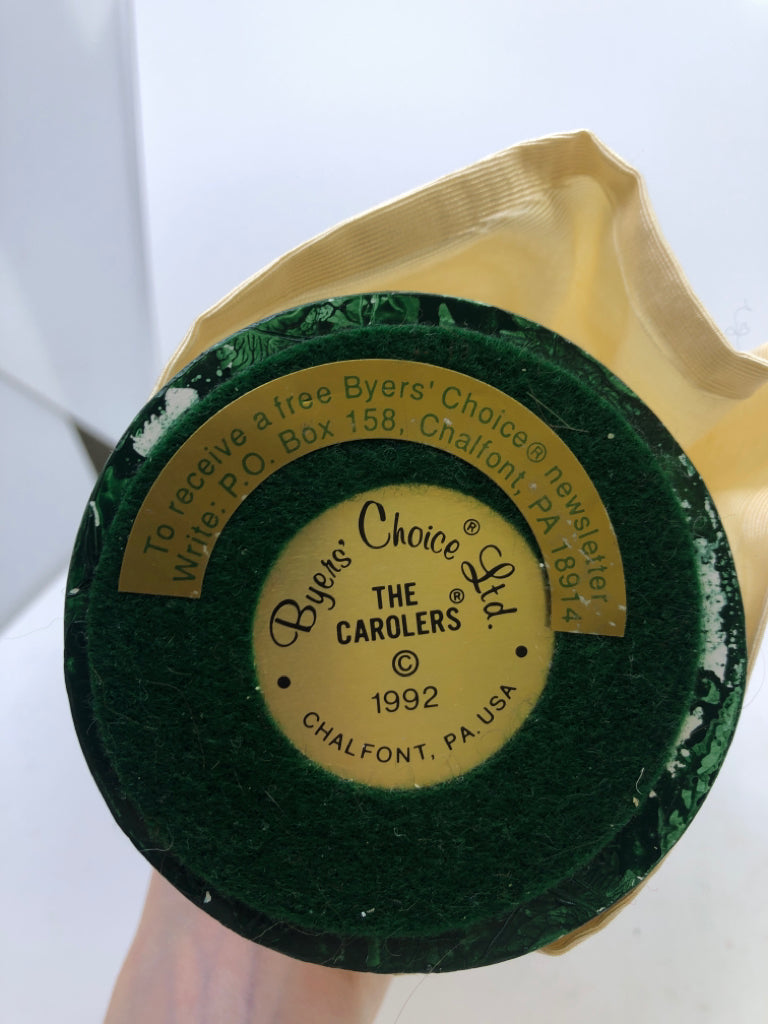 To receive a free Byers' Choice® newsletter
Write: P.O. Box 158, Chalfont, PA 18914
Byers' Choice® Ltd.
THE
CAROLERS®
©
1992
CHALFONT, PA. USA